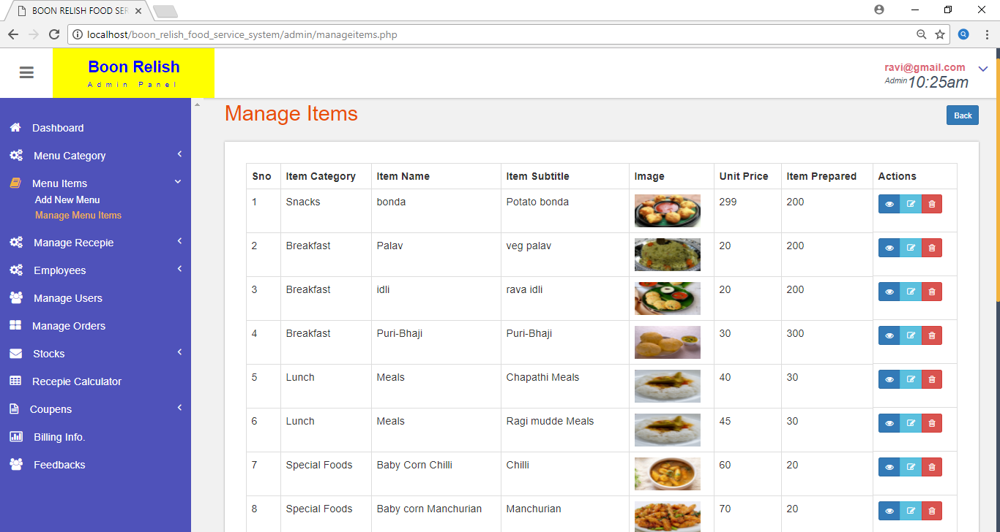 BOON RELISH FOOD SER
localhost/boon_relish_food_service_system/admin/manageitems.php
Boon Relish
Admin Panel
ravi@gmail.com
Admin 10:25am
Dashboard
Menu Category
Menu Items
Add New Menu
Manage Menu Items
Manage Recepie
Employees
Manage Users
Manage Orders
Stocks
Recepie Calculator
Coupens
Billing Info.
Feedbacks
Manage Items
Back
Sno Item Category Item Name Item Subtitle Image Unit Price Item Prepared Actions
1 Snacks bonda Potato bonda 299 200
2 Breakfast Palav veg palav 20 200
3 Breakfast idli rava idli 20 200
4 Breakfast Puri-Bhaji Puri-Bhaji 30 300
5 Lunch Meals Chapathi Meals 40 30
6 Lunch Meals Ragi mudde Meals 45 30
7 Special Foods Baby Corn Chilli Chilli 60 20
8 Special Foods Baby corn Manchurian Manchurian 70 20